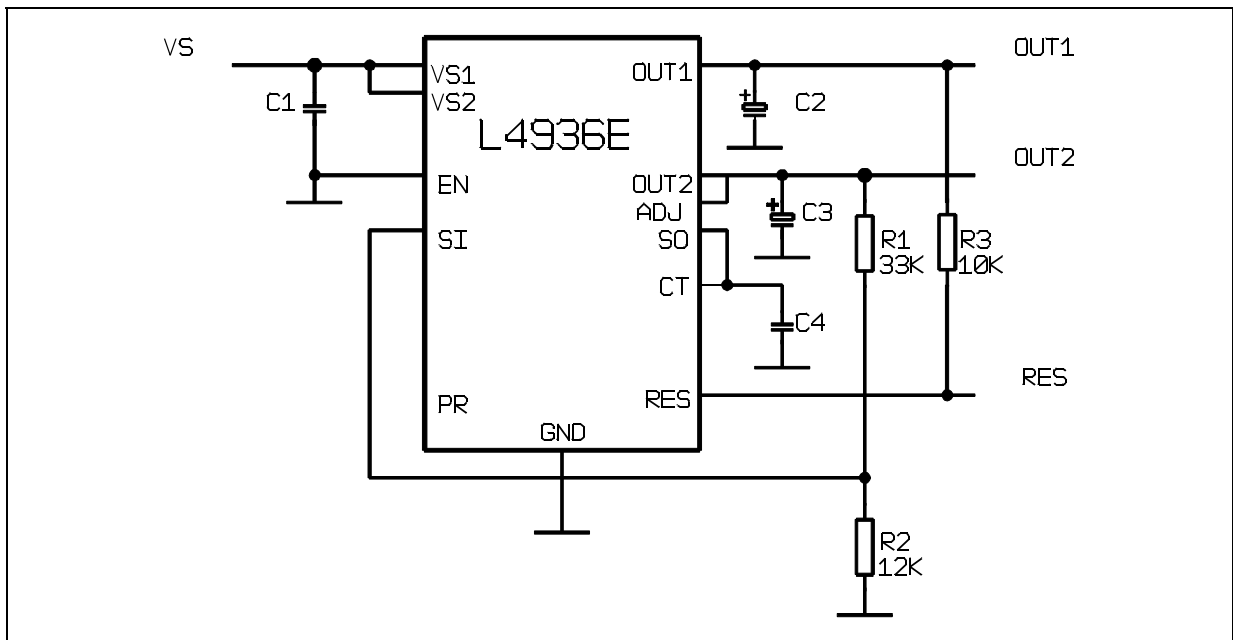 VS
OUT1
C1
VS1
VS2
OUT1
C2
L4936E
OUT2
EN
OUT2
ADJ
C3
SI
SO
R1
33K
R3
10K
CT
C4
RES
PR
RES
GND
R2
12K